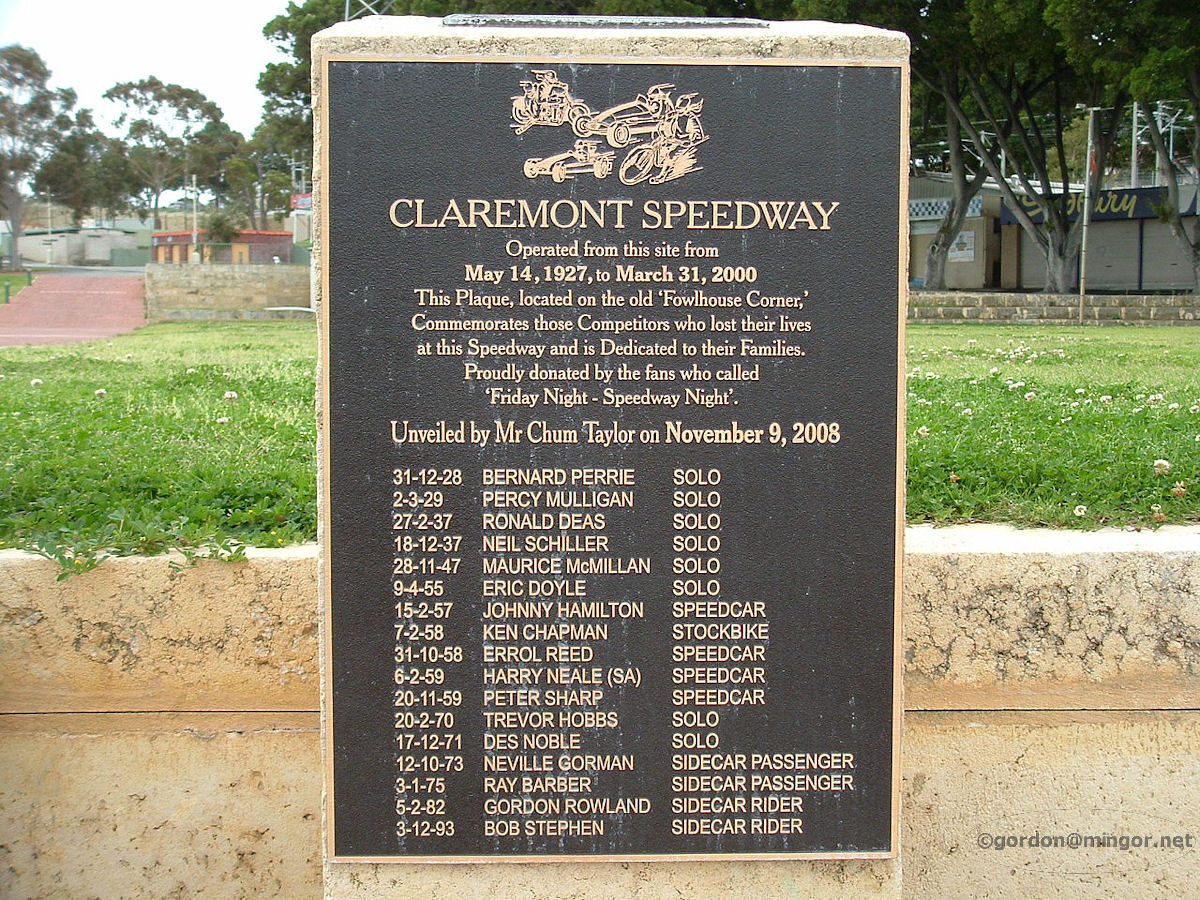 CLAREMONT SPEEDWAY
Operated from this site from
May 14, 1927, to March 31, 2000
This Plaque, located on the old ‘Fowlhouse Corner,’
Commemorates those Competitors who lost their lives
at this Speedway and is Dedicated to their Families.
Proudly donated by the fans who called
‘Friday Night - Speedway Night’.
Unveiled by Mr Chum Taylor on November 9, 2008
31-12-28 BERNARD PERRIE SOLO
2-3-29 PERCY MULLIGAN SOLO
27-2-37 RONALD DEAS SOLO
18-12-37 NEIL SCHILLER SOLO
28-11-47 MAURICE McMILLAN SOLO
9-4-55 ERIC DOYLE SOLO
15-2-57 JOHNNY HAMILTON SPEEDCAR
7-2-58 KEN CHAPMAN STOCKBIKE
31-10-58 ERROL REED SPEEDCAR
6-2-59 HARRY NEALE (SA) SPEEDCAR
20-11-59 PETER SHARP SPEEDCAR
20-2-70 TREVOR HOBBS SOLO
17-12-71 DES NOBLE SOLO
12-10-73 NEVILLE GORMAN SIDECAR PASSENGER
3-1-75 RAY BARBER SIDECAR PASSENGER
5-2-82 GORDON ROWLAND SIDECAR RIDER
3-12-93 BOB STEPHEN SIDECAR RIDER
©gordon@mingor.net